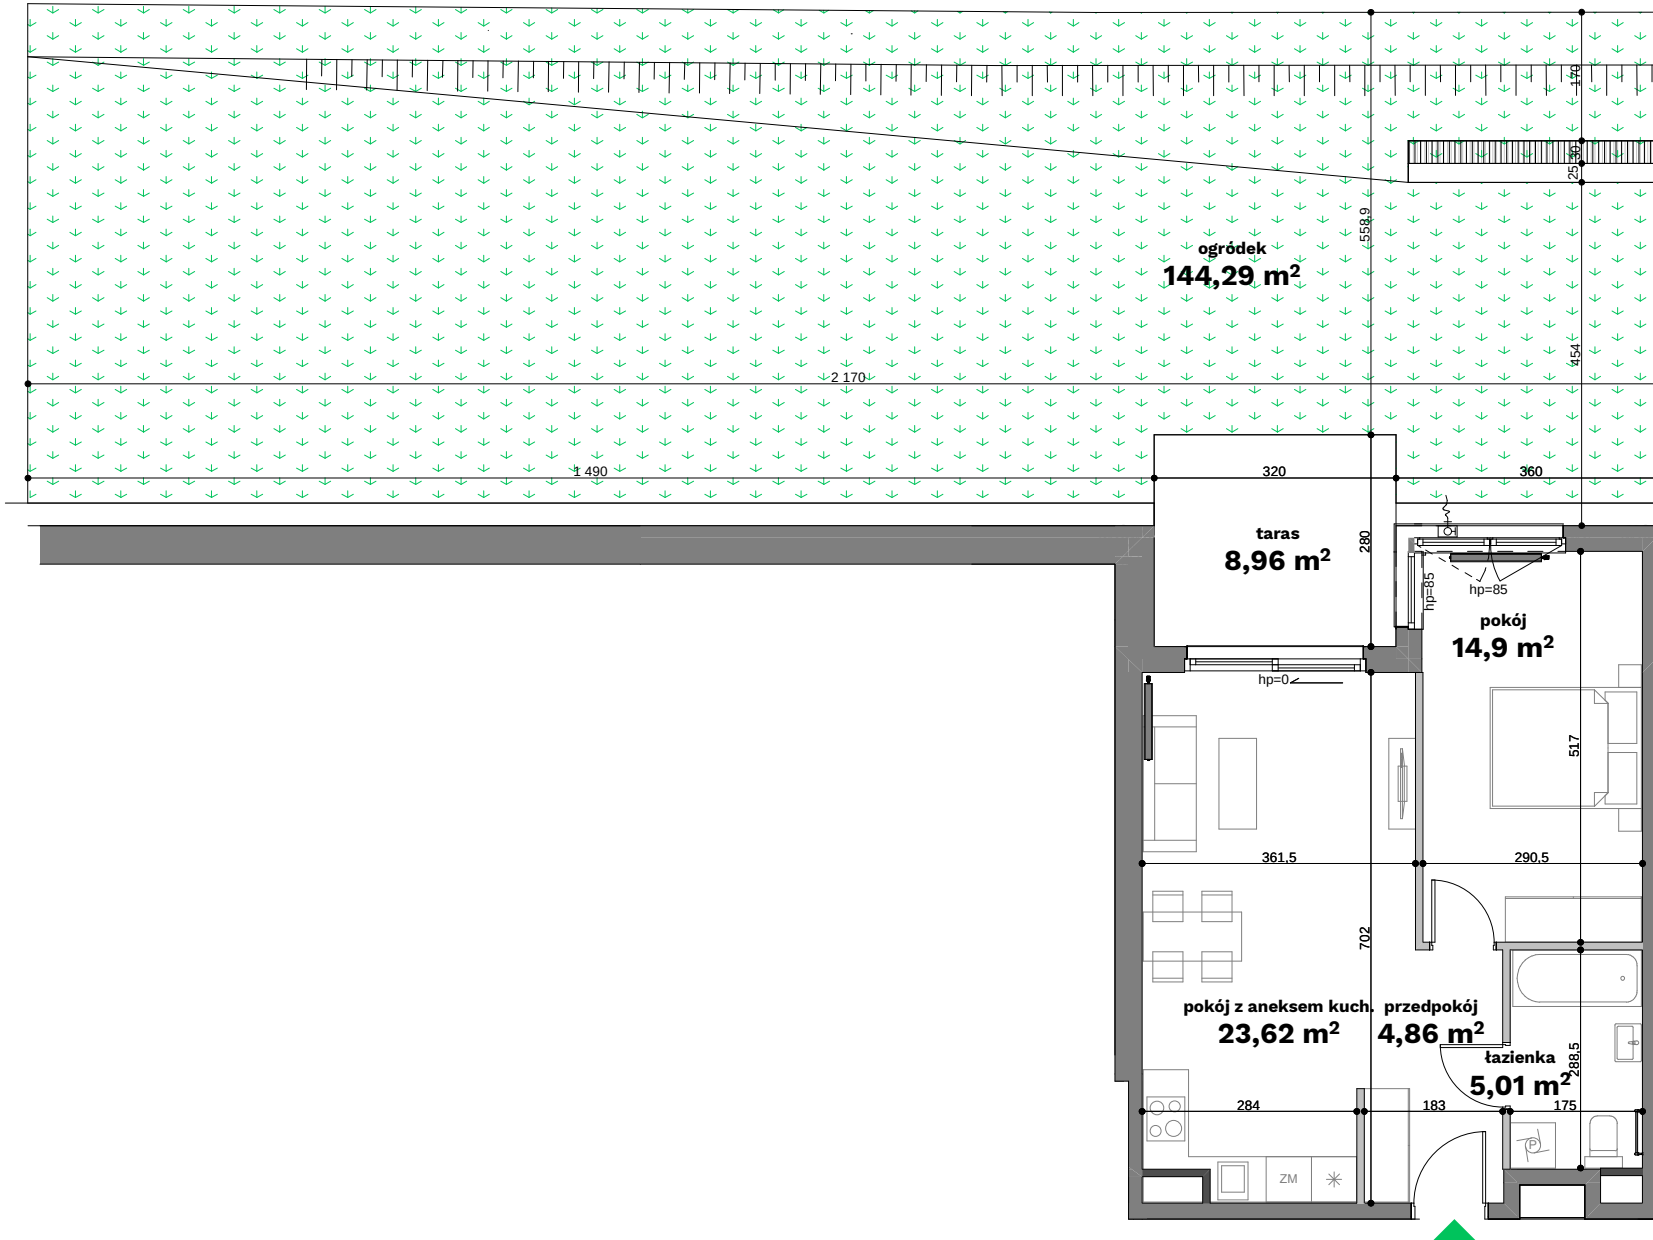 170
25 30
558,9
ogródek
144,29 m²
454
2 170
1 490
320
360
taras
8,96 m²
280
hp=85
hp=85
pokój
14,9 m²
hp=0
517
361,5
290,5
702
pokój z aneksem kuch. przedpokój
23,62 m² 4,86 m²
łazienka
5,01 m²
288,5
284
183
175
P
ZM